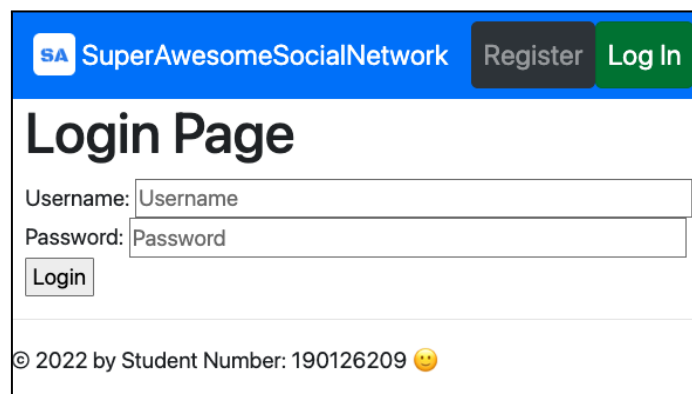 SA SuperAwesomeSocialNetwork Register Log In
Login Page
Username: Username
Password: Password
Login
© 2022 by Student Number: 190126209 🙂